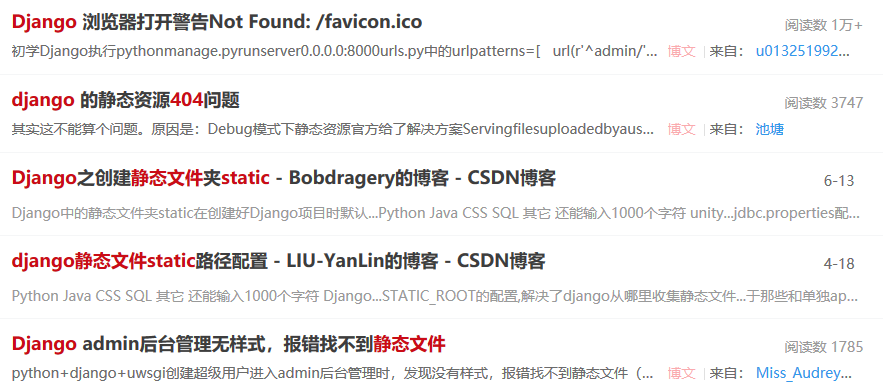 Django 浏览器打开警告Not Found: /favicon.ico 阅读数 1万+
初学Django执行pythonmanage.pyrunserver0.0.0.0:8000urls.py中的urlpatterns=[ url(r'^admin/'... 博文 | 来自： u013251992...
django 的静态资源404问题 阅读数 3747
其实这不能算个问题。原因是：Debug模式下静态资源官方给了解决方案Servingfilesuploadedbyaus... 博文 | 来自： 池塘
Django之创建静态文件夹static - Bobdragery的博客 - CSDN博客 6-13
Django中的静态文件夹static在创建好Django项目时默认...Python Java CSS SQL 其它 还能输入1000个字符 unity...jdbc.properties配...
django静态文件static路径配置 - LIU-YanLin的博客 - CSDN博客 4-18
Python Java CSS SQL 其它 还能输入1000个字符 Django...STATIC_ROOT的配置,解决了django从哪里收集静态文件...于那些和单独ap...
Django admin后台管理无样式，报错找不到静态文件 阅读数 1785
python+django+uwsgi创建超级用户进入admin后台管理时，发现没有样式，报错找不到静态文件（... 博文 | 来自： Miss_Audrey...